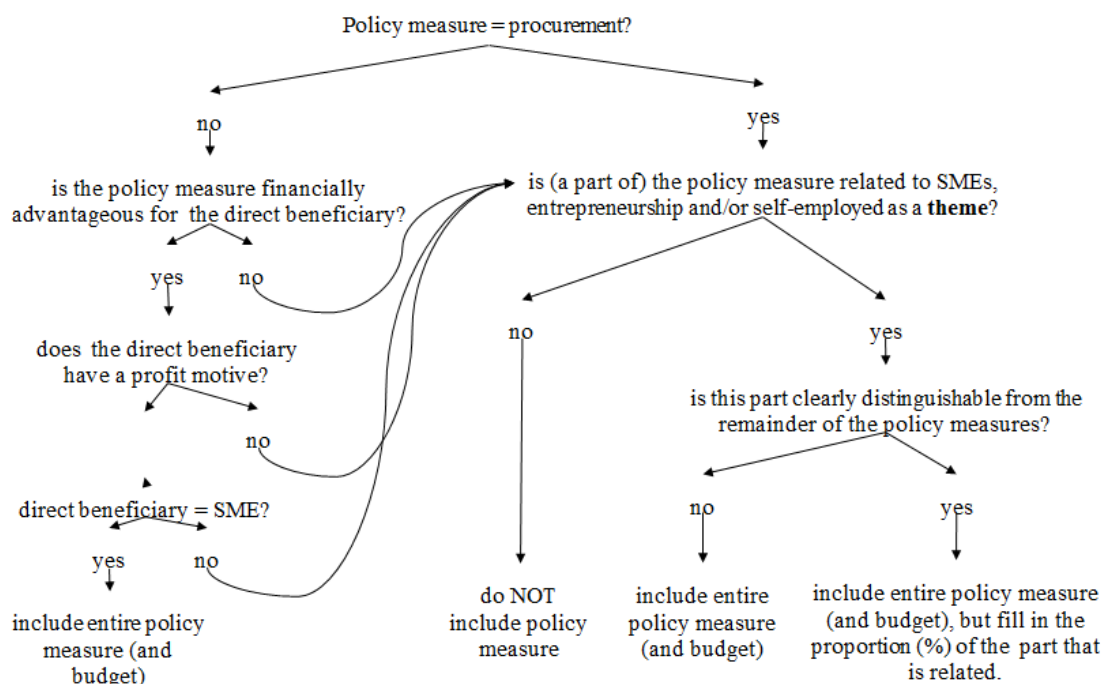 Policy measure = procurement?
no
yes
is the policy measure financially
advantageous for the direct beneficiary?
is (a part of) the policy measure related to SMEs,
entrepreneurship and/or self-employed as a theme?
yes
no
does the direct beneficiary
have a profit motive?
no
yes
is this part clearly distinguishable from the
remainder of the policy measures?
no
direct beneficiary = SME?
no
yes
yes
no
include entire policy
measure (and
budget)
do NOT
include policy
measure
include entire
policy measure
(and budget)
include entire policy measure
(and budget), but fill in the
proportion (%) of the part that
is related.